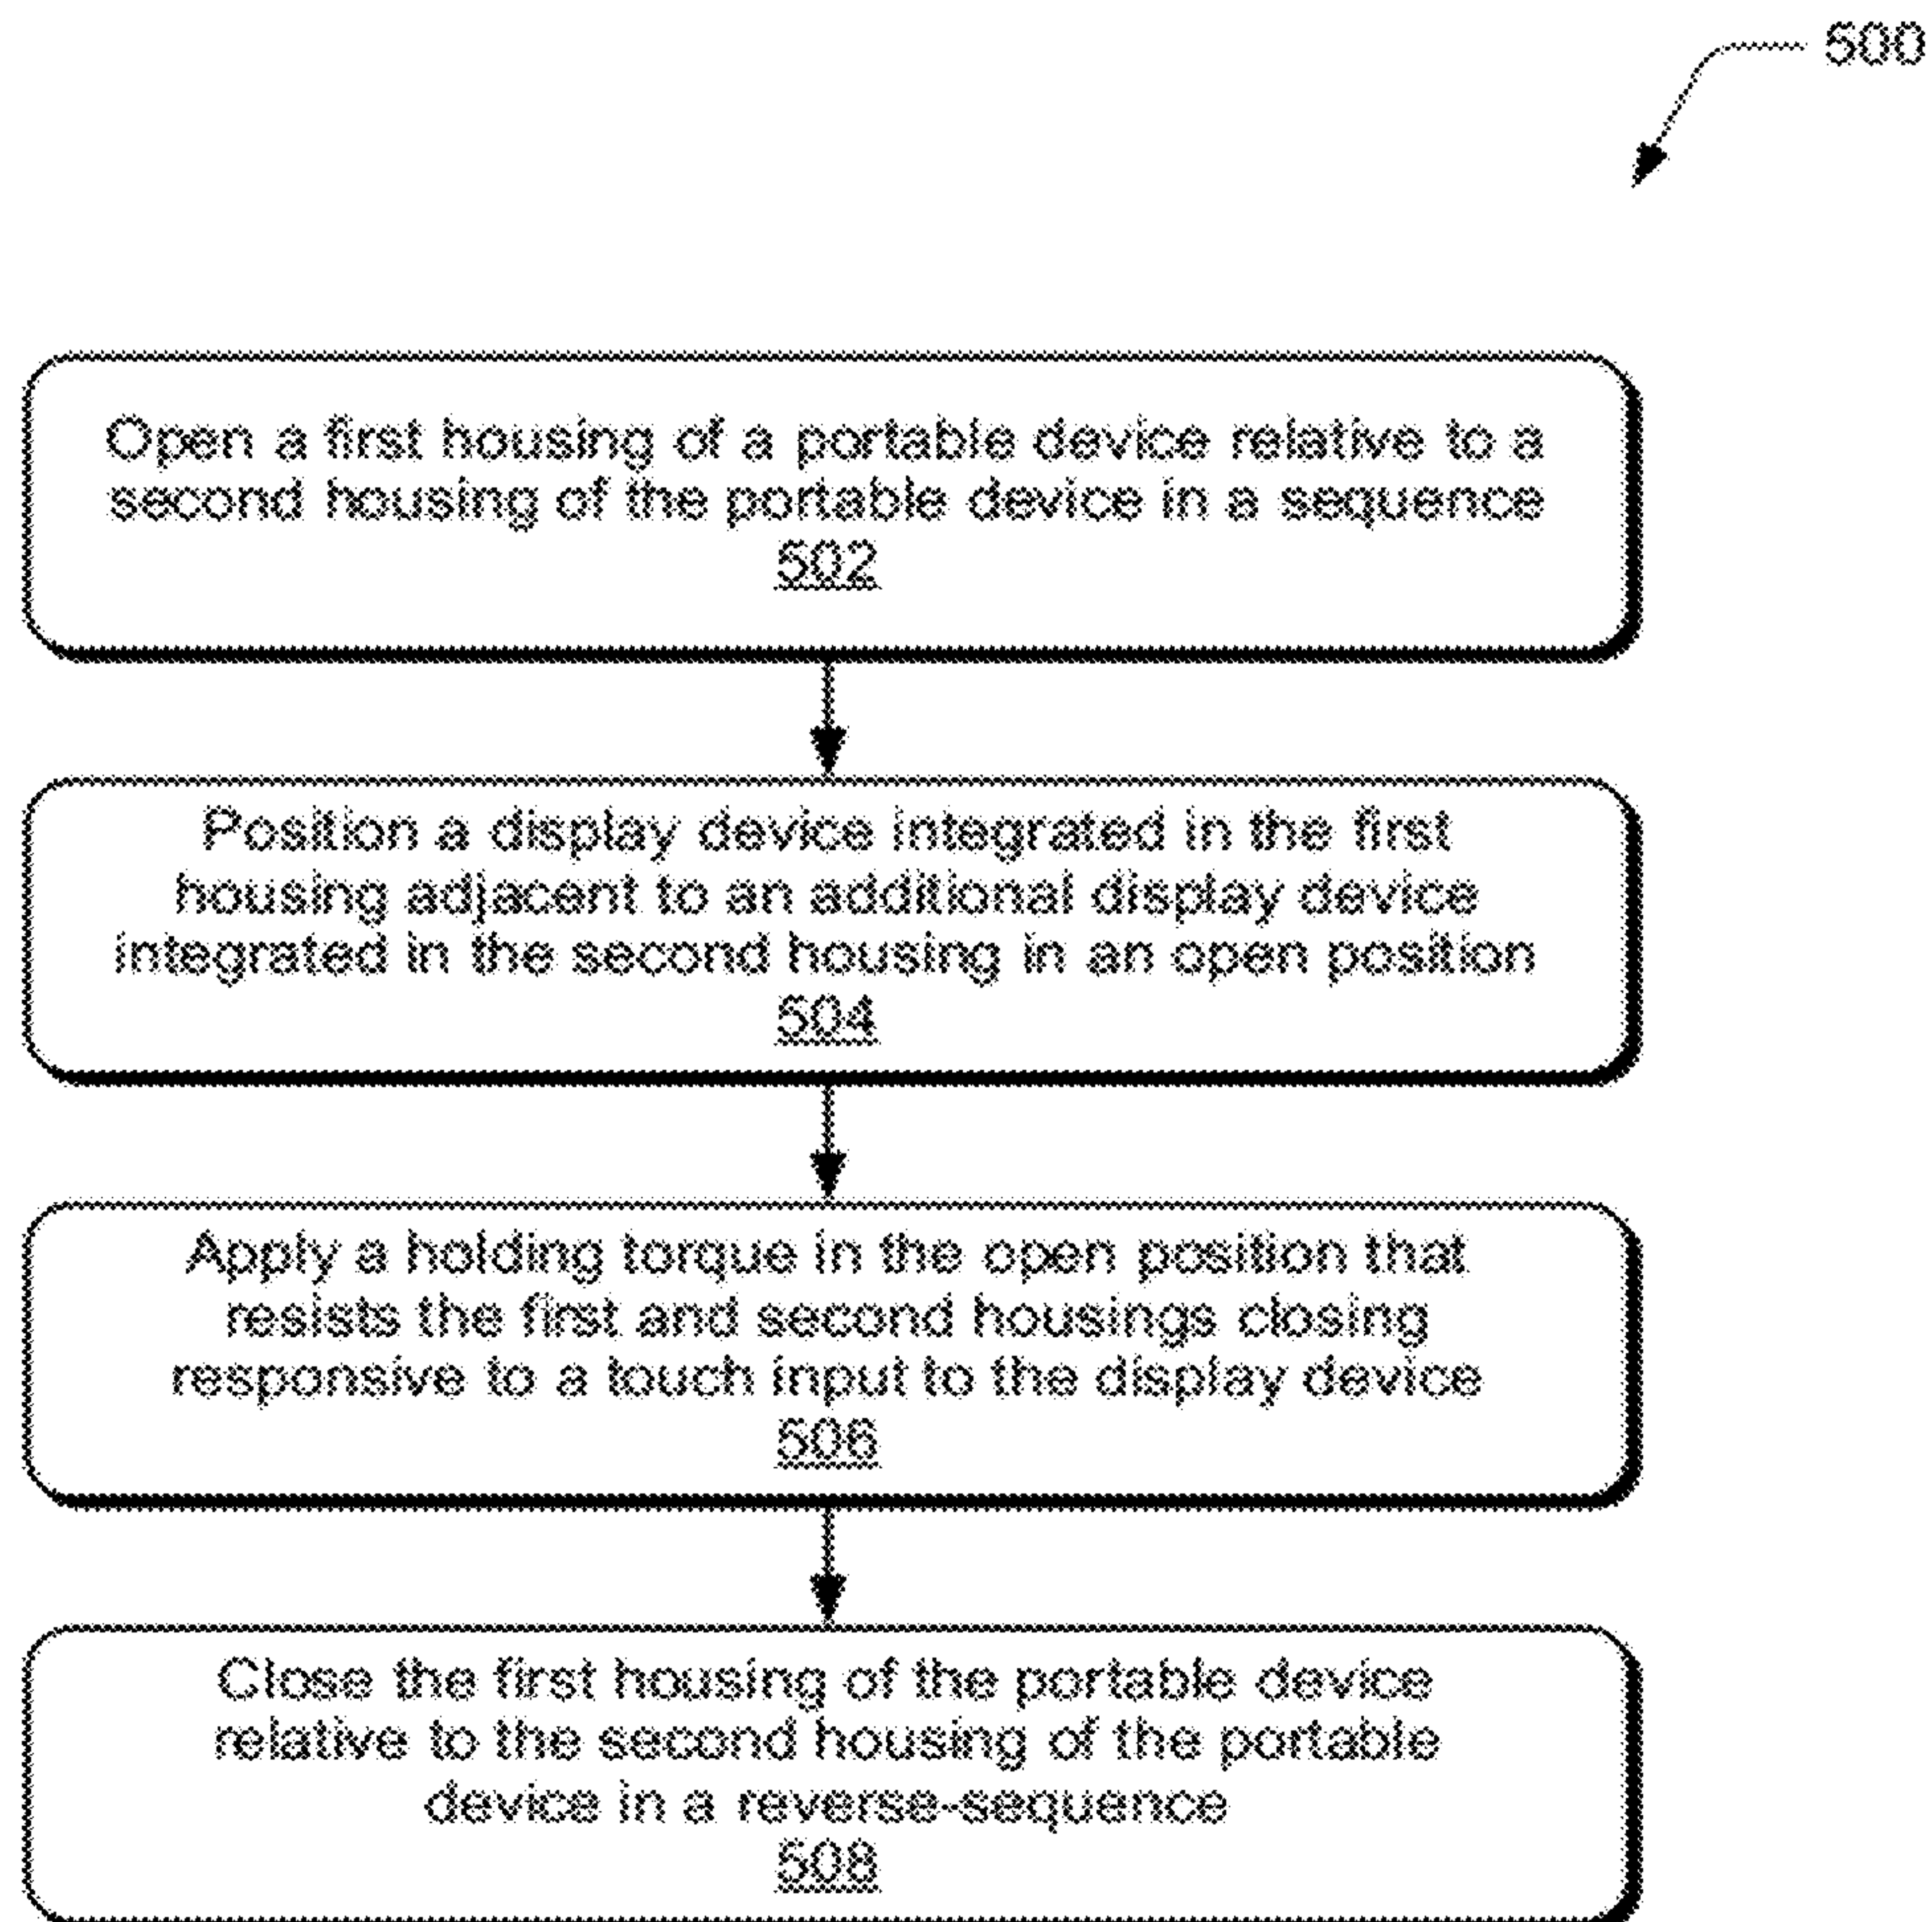 500
Open a first housing of a portable device relative to a
second housing of the portable device in a sequence
502
Position a display device integrated in the first
housing adjacent to an additional display device
integrated in the second housing in an open position
504
Apply a holding torque in the open position that
resists the first and second housings closing
responsive to a touch input to the display device
506
Close the first housing of the portable device
relative to the second housing of the portable
device in a reverse-sequence
508